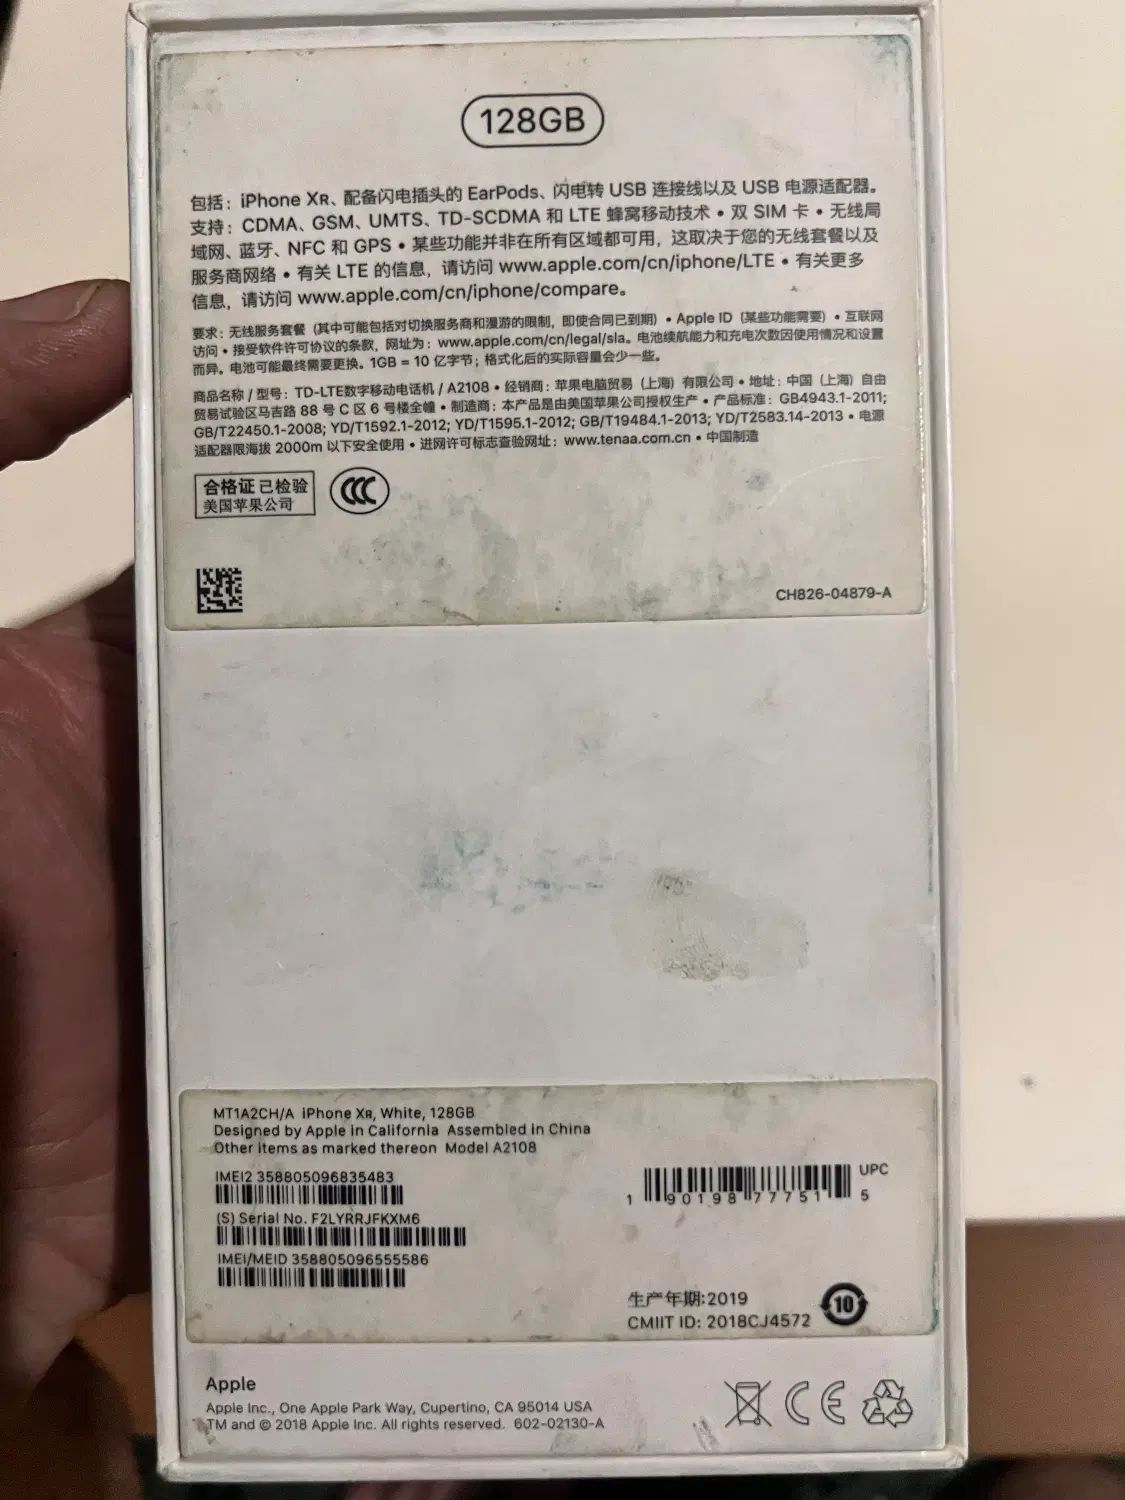 128GB
包括：iPhone XR、配备闪电插头的 EarPods、闪电转 USB 连接线以及 USB 电源适配器。
支持：CDMA、GSM、UMTS、TD-SCDMA 和 LTE 蜂窝移动技术 • 双 SIM 卡 • 无线局
域网、蓝牙、NFC 和 GPS • 某些功能并非在所有区域都可用，这取决于您的无线套餐以及
服务商网络 • 有关 LTE 的信息，请访问 www.apple.com/cn/iphone/LTE • 有关更多
信息，请访问 www.apple.com/cn/iphone/compare。
要求：无线服务套餐（其中可能包括对切换服务商和漫游的限制，即使合同已到期）• Apple ID（某些功能需要）• 互联网
访问 • 接受软件许可协议的条款，网址为：www.apple.com/cn/legal/sla。电池续航能力和充电次数因使用情况和设置
而异。电池可能最终需要更换。1GB = 10 亿字节；格式化后的实际容量会少一些。
商品名称 / 型号：TD-LTE数字移动电话机 / A2108 • 经销商：苹果电脑贸易（上海）有限公司 • 地址：中国（上海）自由
贸易试验区马吉路 88 号 C 区 6 号楼全幢 • 制造商：本产品是由美国苹果公司授权生产 • 产品标准：GB4943.1-2011;
GB/T22450.1-2008; YD/T1592.1-2012; YD/T1595.1-2012; GB/T19484.1-2013; YD/T2583.14-2013 • 电源
适配器限海拔 2000m 以下安全使用 • 进网许可标志查验网址：www.tenaa.com.cn • 中国制造
合格证 已检验
美国苹果公司
CCC
CH826-04879-A
MT1A2CH/A iPhone XR, White, 128GB
Designed by Apple in California Assembled in China
Other items as marked thereon Model A2108
IMEI2 358805096835483
(S) Serial No. F2LYRRJFKXM6
IMEI/MEID 358805096555586
UPC
1 90198 77751 5
生产年期:2019
CMIIT ID: 2018CJ4572
10
Apple
Apple Inc., One Apple Park Way, Cupertino, CA 95014 USA
TM and © 2018 Apple Inc. All rights reserved. 602-02130-A
CE